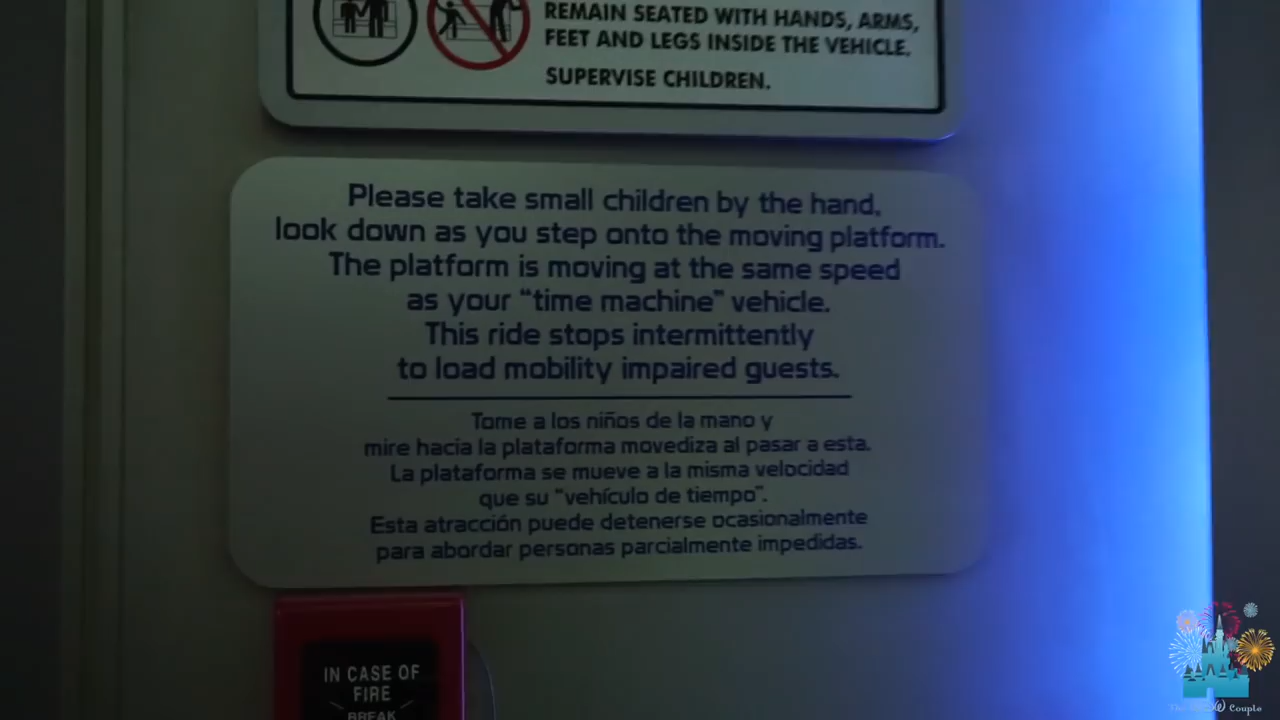 REMAIN SEATED WITH HANDS, ARMS,
FEET AND LEGS INSIDE THE VEHICLE.
SUPERVISE CHILDREN.
Please take small children by the hand,
look down as you step onto the moving platform.
The platform is moving at the same speed
as your "time machine" vehicle.
This ride stops intermittently
to load mobility impaired guests.
Tome a los niños de la mano y
mire hacia la plataforma movediza al pasar a esta.
La plataforma se mueve a la misma velocidad
que su "vehículo de tiempo".
Esta atracción puede detenerse ocasionalmente
para abordar personas parcialmente impedidas.
IN CASE OF
FIRE
BREAK
The Couple